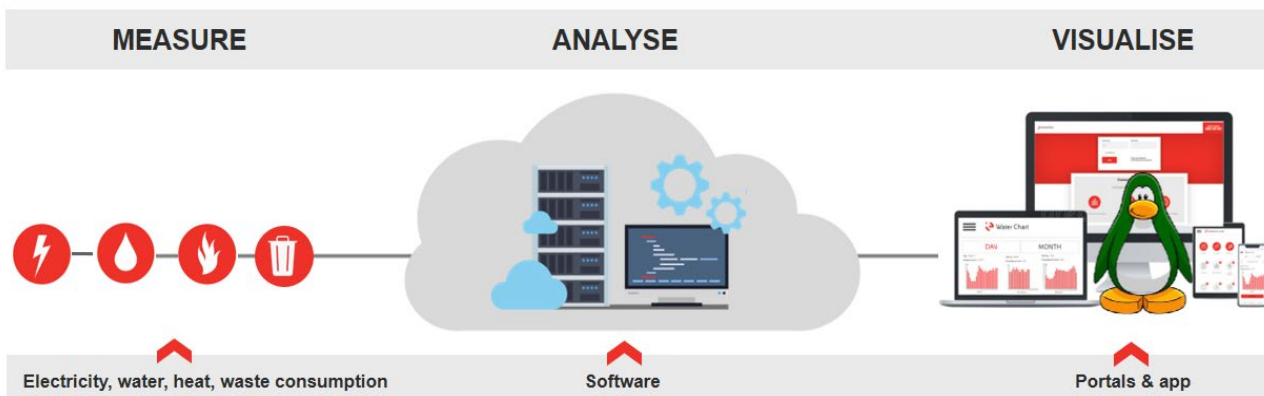 MEASURE
ANALYSE
VISUALISE
Water Chart
DAY
MONTH
Electricity, water, heat, waste consumption
Software
Portals & app